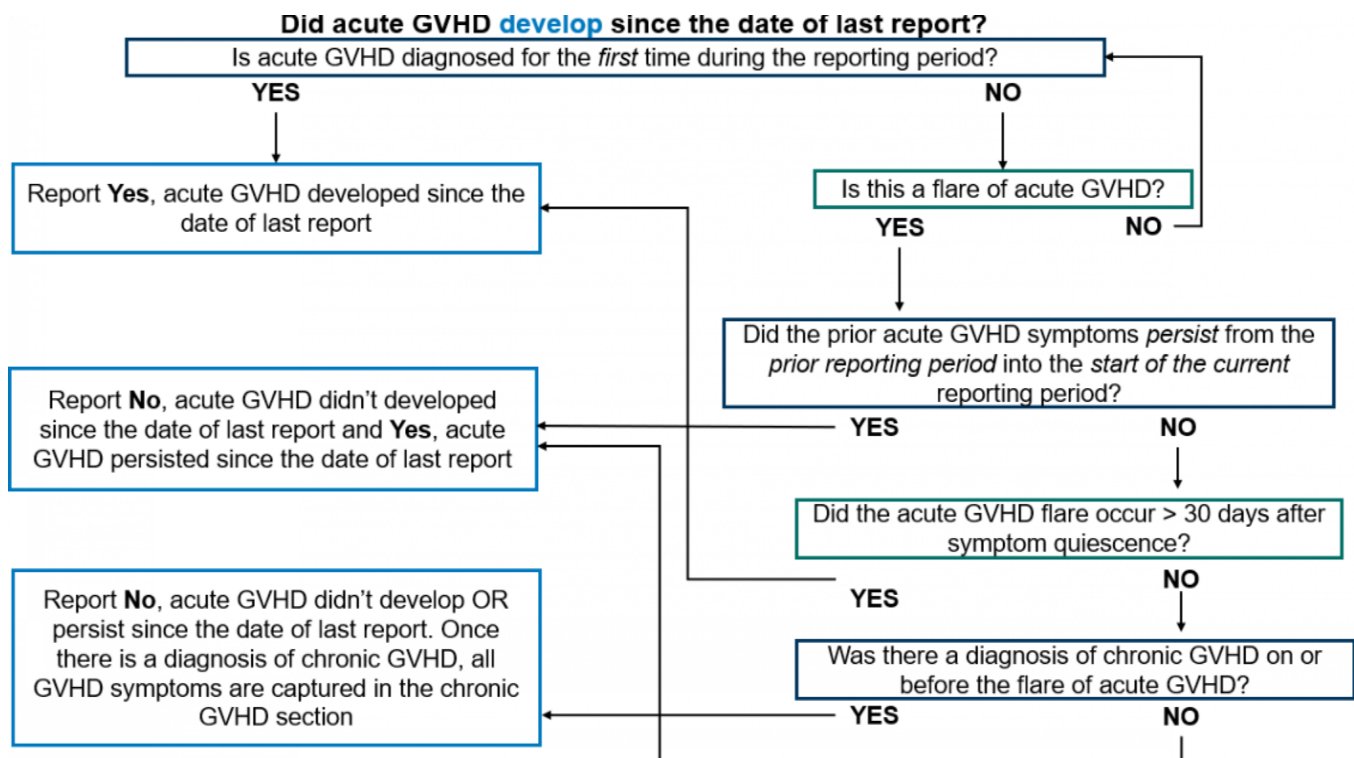 Did acute GVHD develop since the date of last report?
Is acute GVHD diagnosed for the first time during the reporting period?
YES
NO
Report Yes, acute GVHD developed since the
date of last report
Is this a flare of acute GVHD?
YES
NO
Did the prior acute GVHD symptoms persist from the
prior reporting period into the start of the current
reporting period?
Report No, acute GVHD didn't developed
since the date of last report and Yes, acute
GVHD persisted since the date of last report
YES
NO
Did the acute GVHD flare occur > 30 days after
symptom quiescence?
YES
NO
Report No, acute GVHD didn't develop OR
persist since the date of last report. Once
there is a diagnosis of chronic GVHD, all
GVHD symptoms are captured in the chronic
GVHD section
Was there a diagnosis of chronic GVHD on or
before the flare of acute GVHD?
YES
NO